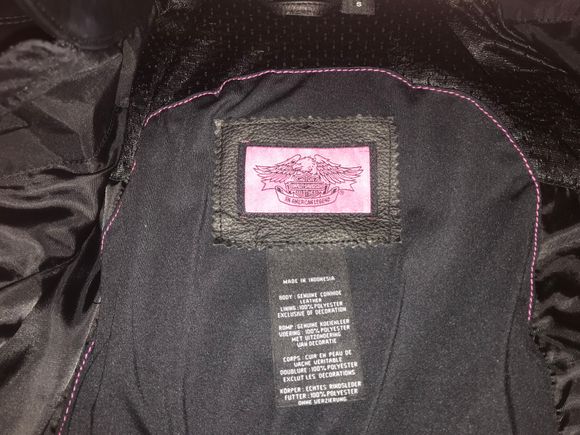 S
HARLEY-DAVIDSON
AN AMERICAN LEGEND
MADE IN INDONESIA
BODY : GENUINE COWHIDE
LEATHER
LINING : 100% POLYESTER
EXCLUSIVE OF DECORATION
ROMP : GENUINE KOEIEHLEER
VOERING : 100% POLYESTER
MET UITZONDERING
VAN DECORATIE
CORPS : CUIR EN PEAU DE
VACHE VERITABLE
DOUBLURE : 100% POLYESTER
EXCLUT LES DECORATIONS
KÖRPER : ECHTES RINDSLEDER
FUTTER : 100% POLYESTER
OHNE VERZIERUNG